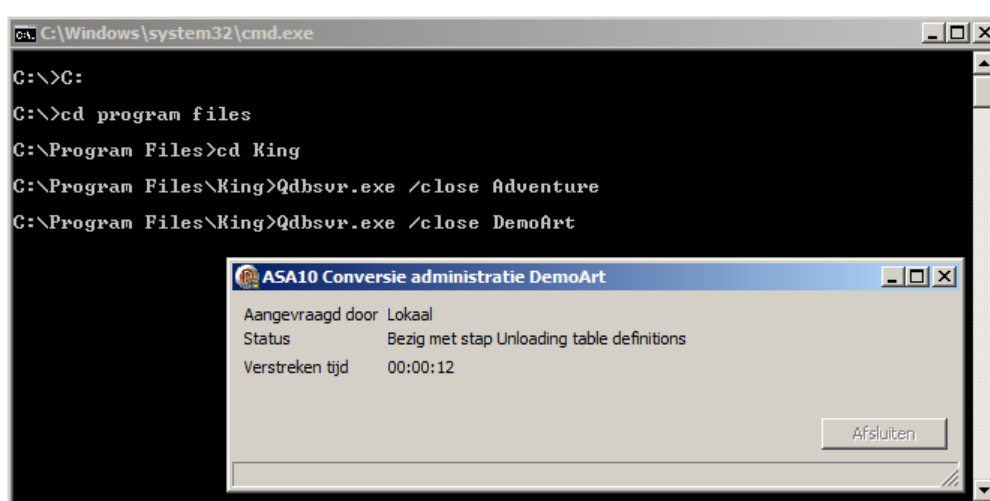 C:\Windows\system32\cmd.exe
C:\>C:
C:\>cd program files
C:\Program Files>cd King
C:\Program Files\King>Qdbsvr.exe /close Adventure
C:\Program Files\King>Qdbsvr.exe /close DemoArt
ASA10 Conversie administratie DemoArt
Aangevraagd door Lokaal
Status Bezig met stap Unloading table definitions
Verstreken tijd 00:00:12
Afsluiten